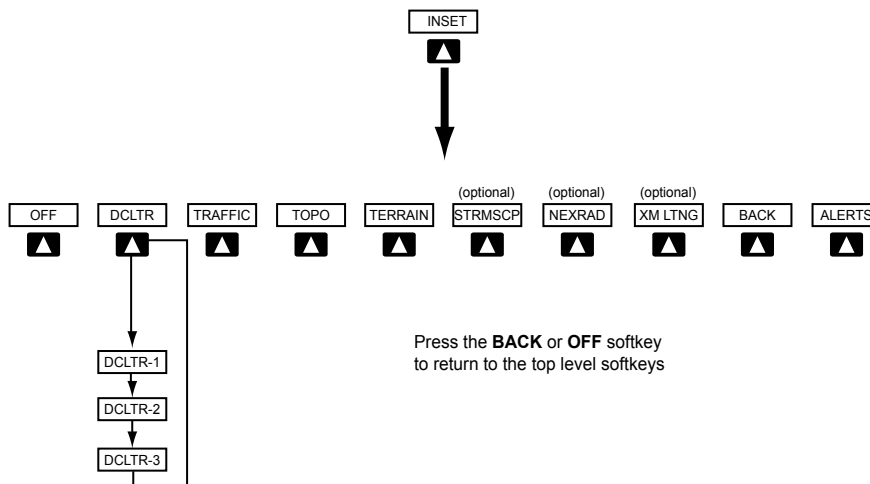 INSET
(optional) (optional) (optional)
OFF DCLTR TRAFFIC TOPO TERRAIN STRMSCP NEXRAD XM LTNG BACK ALERTS
Press the BACK or OFF softkey
to return to the top level softkeys
DCLTR-1
DCLTR-2
DCLTR-3